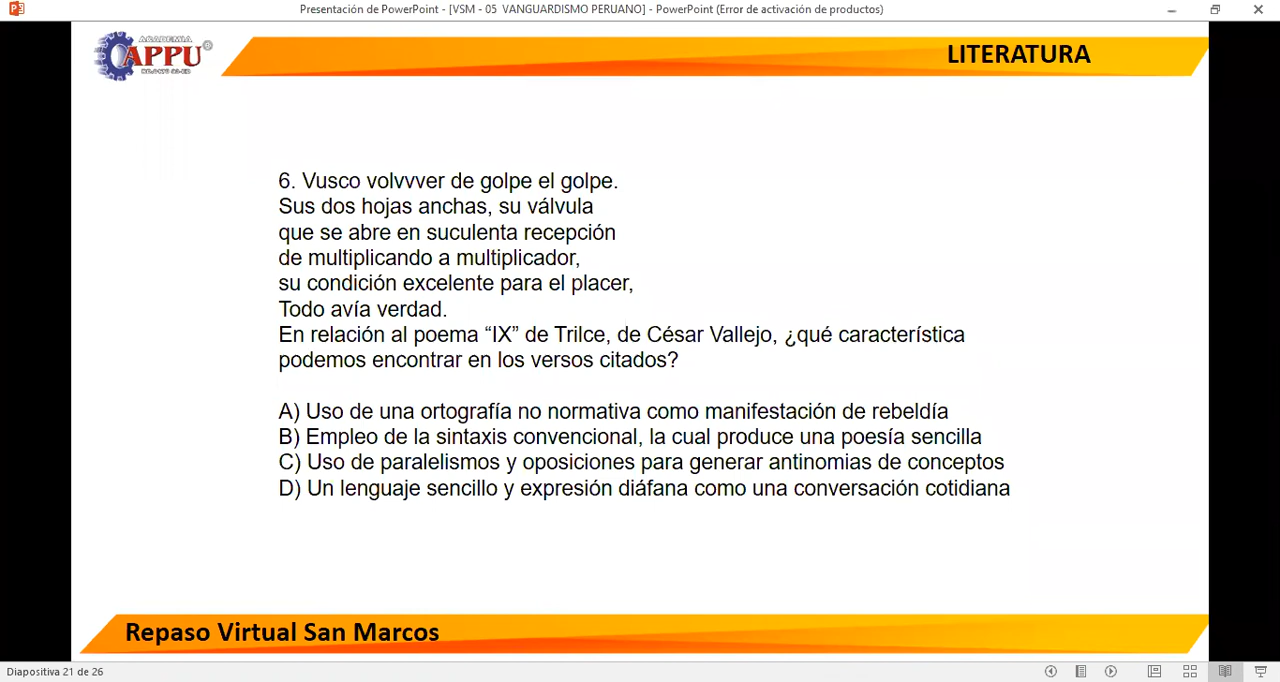 Presentación de PowerPoint - [VSM - 05 VANGUARDISMO PERUANO] - PowerPoint (Error de activación de productos)
ACADEMIA
APPU
LITERATURA
6. Vusco volvvver de golpe el golpe.
Sus dos hojas anchas, su válvula
que se abre en suculenta recepción
de multiplicando a multiplicador,
su condición excelente para el placer,
Todo avía verdad.
En relación al poema “IX” de Trilce, de César Vallejo, ¿qué característica
podemos encontrar en los versos citados?
A) Uso de una ortografía no normativa como manifestación de rebeldía
B) Empleo de la sintaxis convencional, la cual produce una poesía sencilla
C) Uso de paralelismos y oposiciones para generar antinomias de conceptos
D) Un lenguaje sencillo y expresión diáfana como una conversación cotidiana
Repaso Virtual San Marcos
Diapositiva 21 de 26